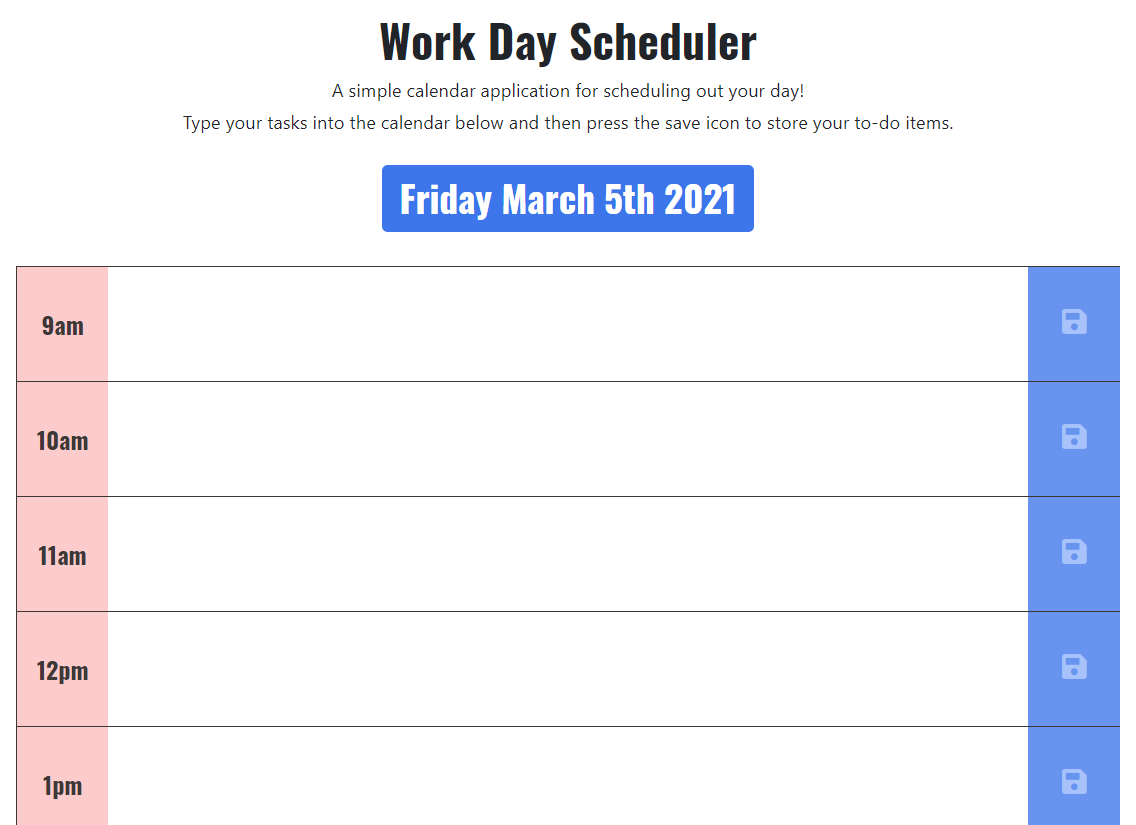 Work Day Scheduler
A simple calendar application for scheduling out your day!
Type your tasks into the calendar below and then press the save icon to store your to-do items.
Friday March 5th 2021
9am
10am
11am
12pm
1pm